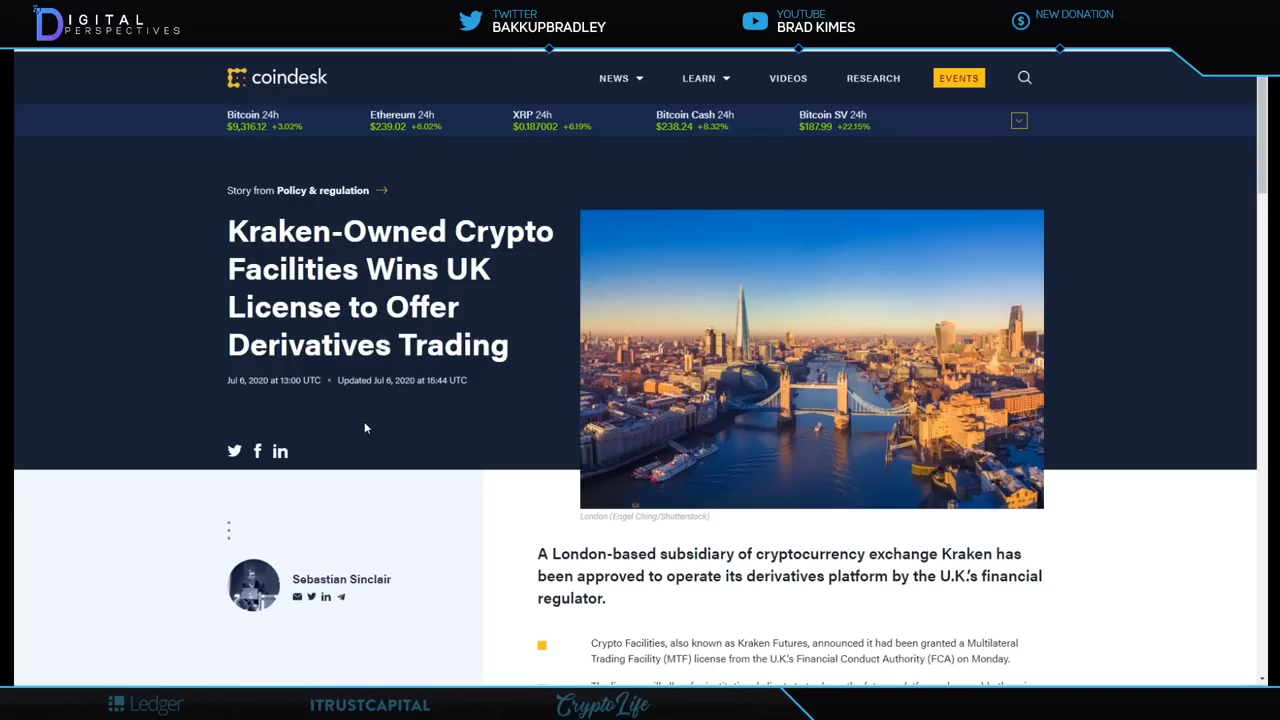 DIGITAL
PERSPECTIVES
TWITTER
BAKKUPBRADLEY
YOUTUBE
BRAD KIMES
NEW DONATION
coindesk
NEWS
LEARN
VIDEOS
RESEARCH
EVENTS
Bitcoin 24h
$9,316.12 +3.02%
Ethereum 24h
$239.02 +6.02%
XRP 24h
$0.187002 +6.19%
Bitcoin Cash 24h
$238.24 +8.32%
Bitcoin SV 24h
$187.99 +22.15%
Story from Policy & regulation
Kraken-Owned Crypto
Facilities Wins UK
License to Offer
Derivatives Trading
Jul 6, 2020 at 13:00 UTC • Updated Jul 6, 2020 at 15:44 UTC
London (Engel Ching/Shutterstock)
Sebastian Sinclair
A London-based subsidiary of cryptocurrency exchange Kraken has
been approved to operate its derivatives platform by the U.K.'s financial
regulator.
Crypto Facilities, also known as Kraken Futures, announced it had been granted a Multilateral
Trading Facility (MTF) license from the U.K.'s Financial Conduct Authority (FCA) on Monday.
Ledger
ITRUSTCAPITAL
CryptoLife